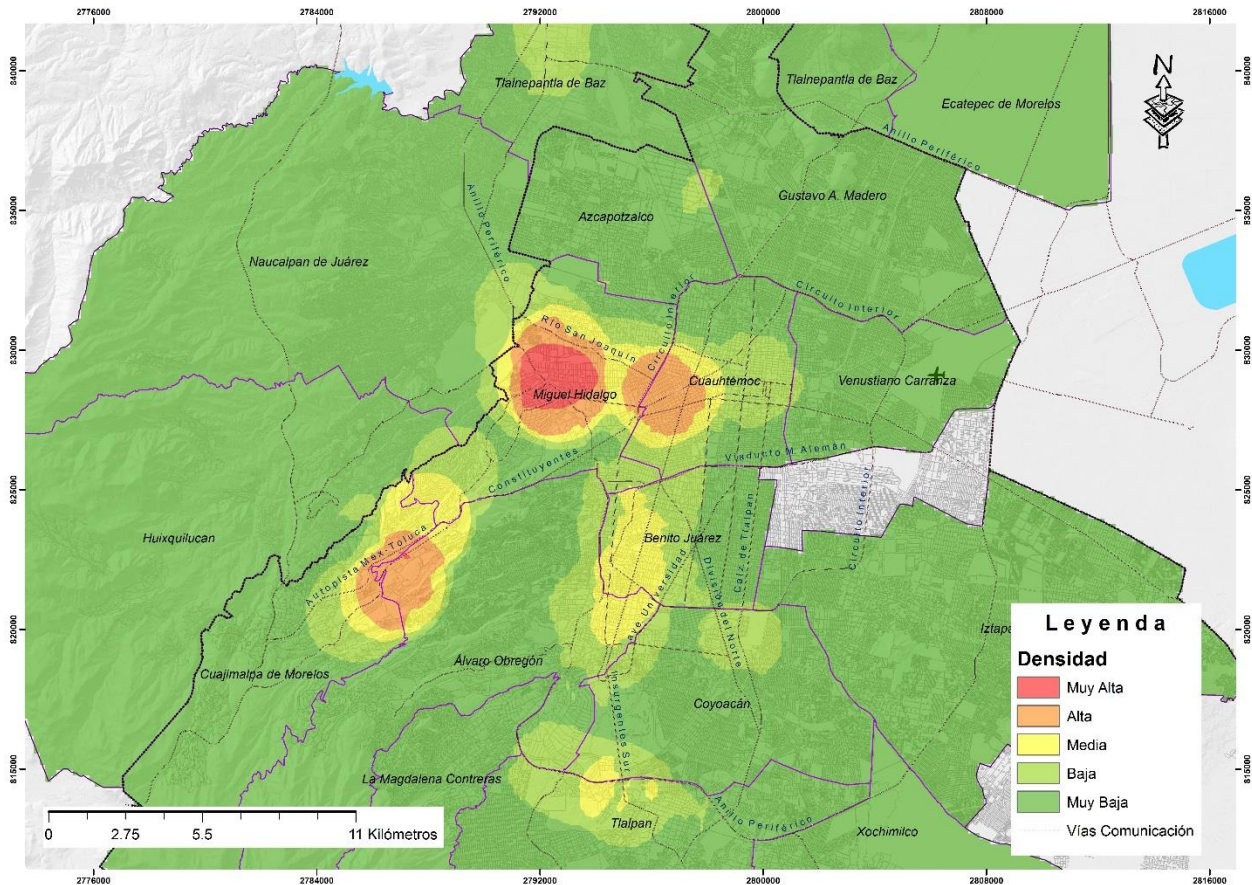 2776000 2784000 2792000 2800000 2808000 2816000
840000 840000
835000 835000
830000 830000
825000 825000
820000 820000
815000 815000
N
Tlalnepantla de Baz
Tlalnepantla de Baz
Ecatepec de Morelos
Anillo Periférico
Anillo Periférico
Gustavo A. Madero
Azcapotzalco
Naucalpan de Juárez
Circuito Interior
Circuito Interior
Río San Joaquín
Cuauhtémoc
Venustiano Carranza
Miguel Hidalgo
Viaducto M. Alemán
Constituyentes
Huixquilucan
Autopista Mex-Toluca
Benito Juárez
Circuito Interior
Calz. de Tlalpan
División del Norte
Ave Universidad
Cuajimalpa de Morelos
Álvaro Obregón
Iztapa
Insurgentes Sur
Coyoacán
La Magdalena Contreras
Tlalpan
Anillo Periférico
Xochimilco
Leyenda
Densidad
Muy Alta
Alta
Media
Baja
Muy Baja
Vías Comunicación
0 2.75 5.5 11 Kilómetros
2776000 2784000 2792000 2800000 2808000 2816000